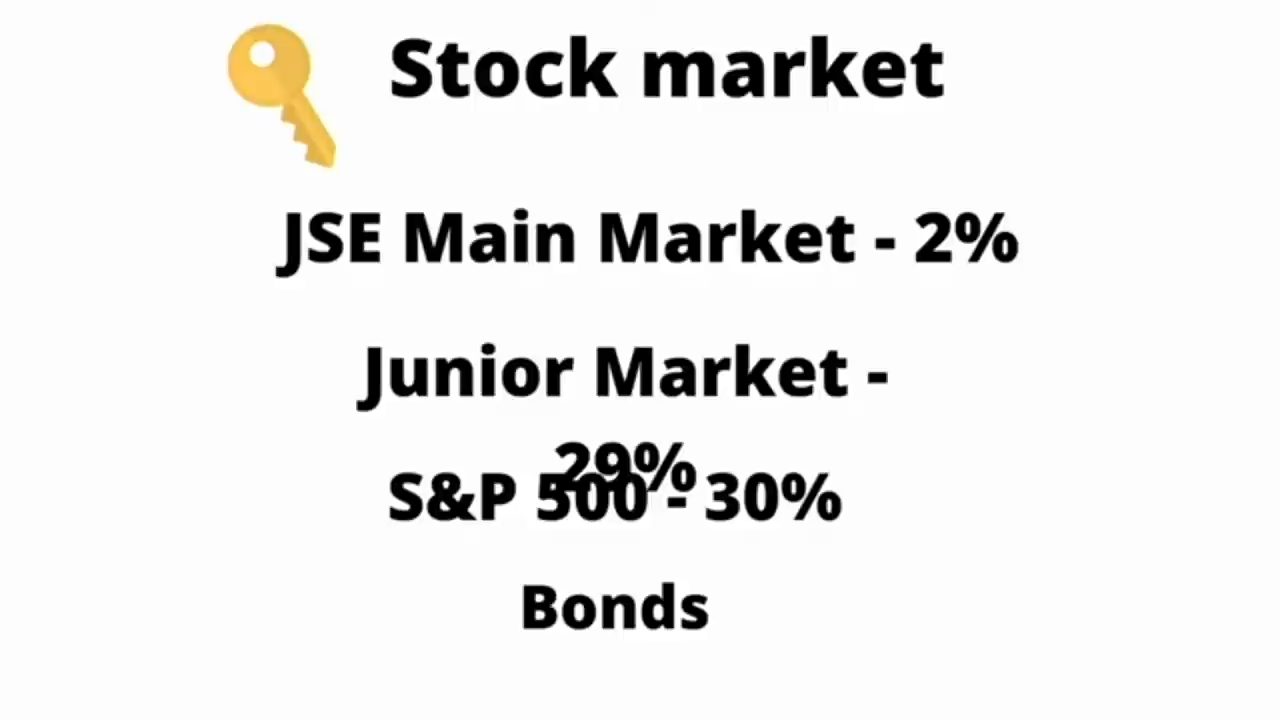 Stock market
JSE Main Market - 2%
Junior Market -
29%
S&P 500 - 30%
Bonds